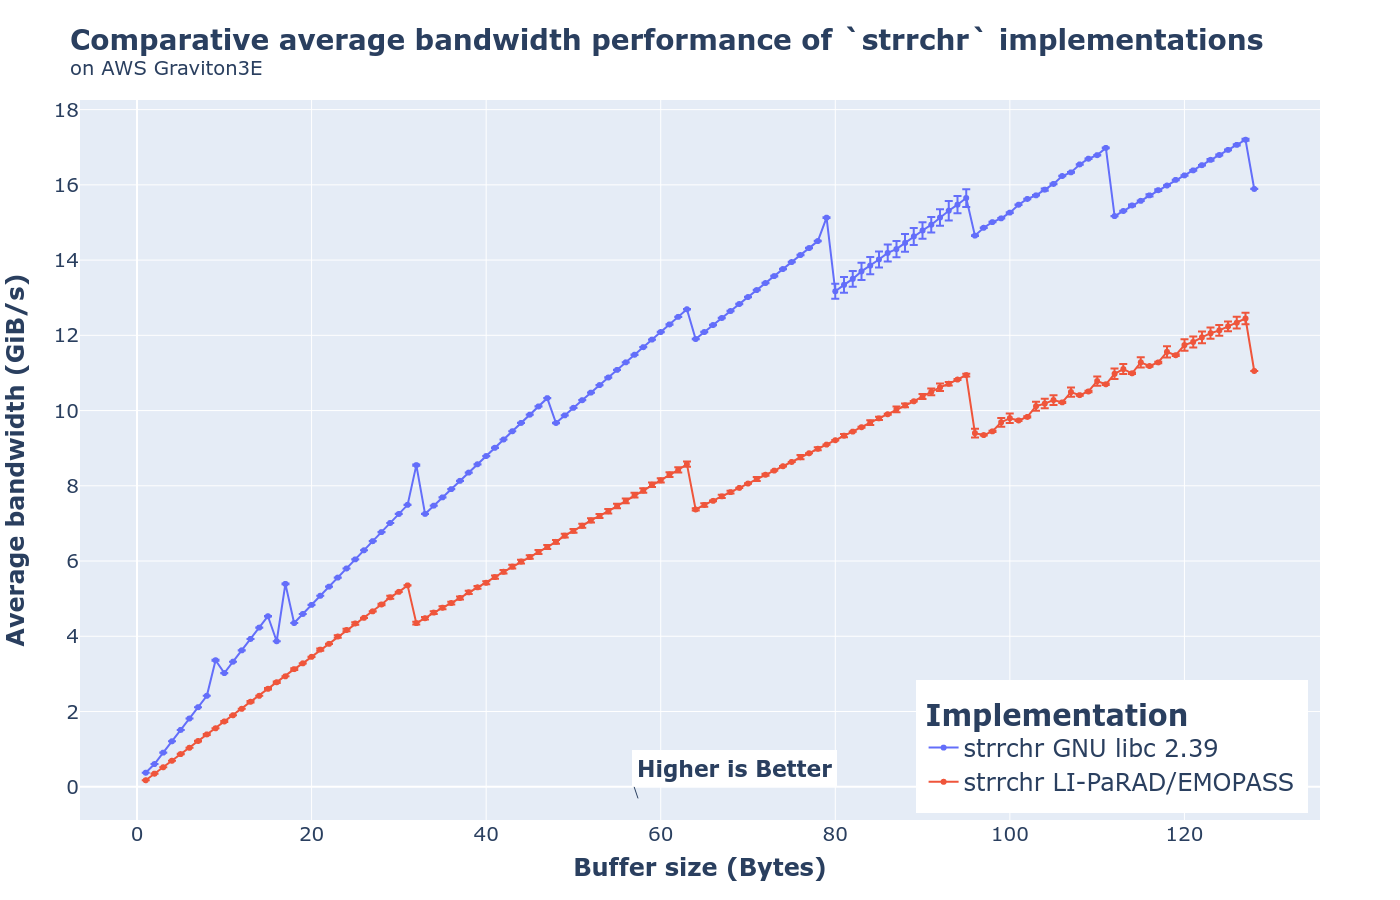 Comparative average bandwidth performance of `strrchr` implementations
on AWS Graviton3E
Average bandwidth (GiB/s)
18
16
14
12
10
8
6
4
2
0
Higher is Better
Implementation
strrchr GNU libc 2.39
strrchr LI-PaRAD/EMOPASS
0 20 40 60 80 100 120
Buffer size (Bytes)